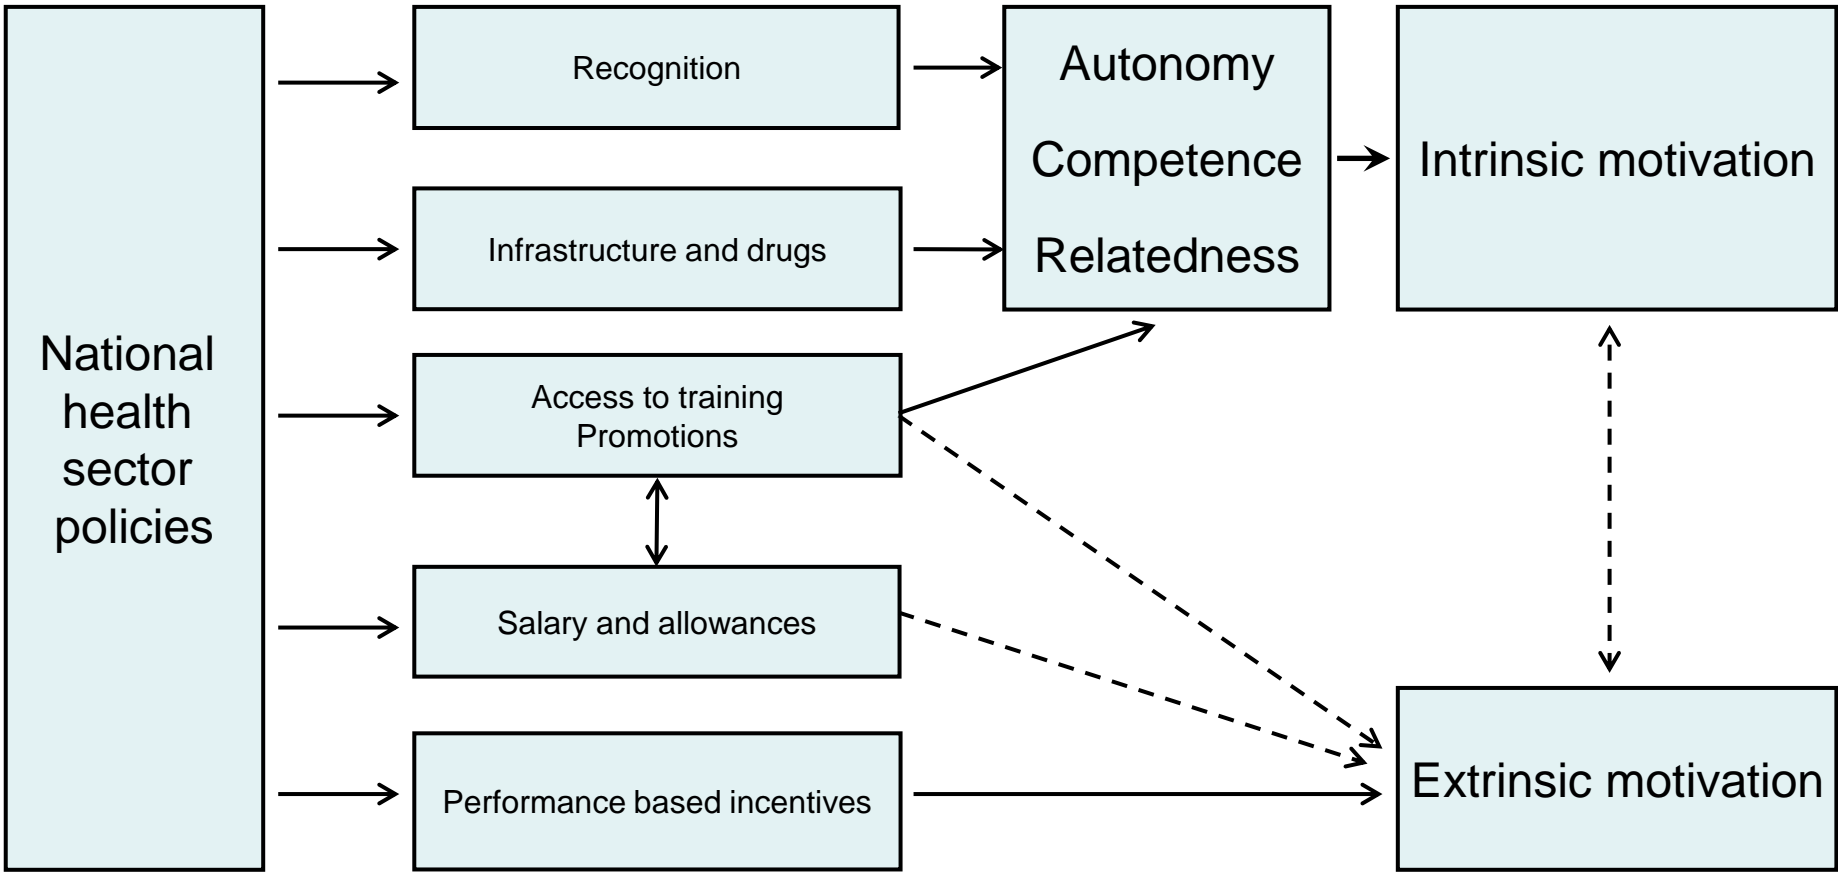 National
health
sector
policies
Recognition
Infrastructure and drugs
Access to training
Promotions
Salary and allowances
Performance based incentives
Autonomy
Competence
Relatedness
Intrinsic motivation
Extrinsic motivation